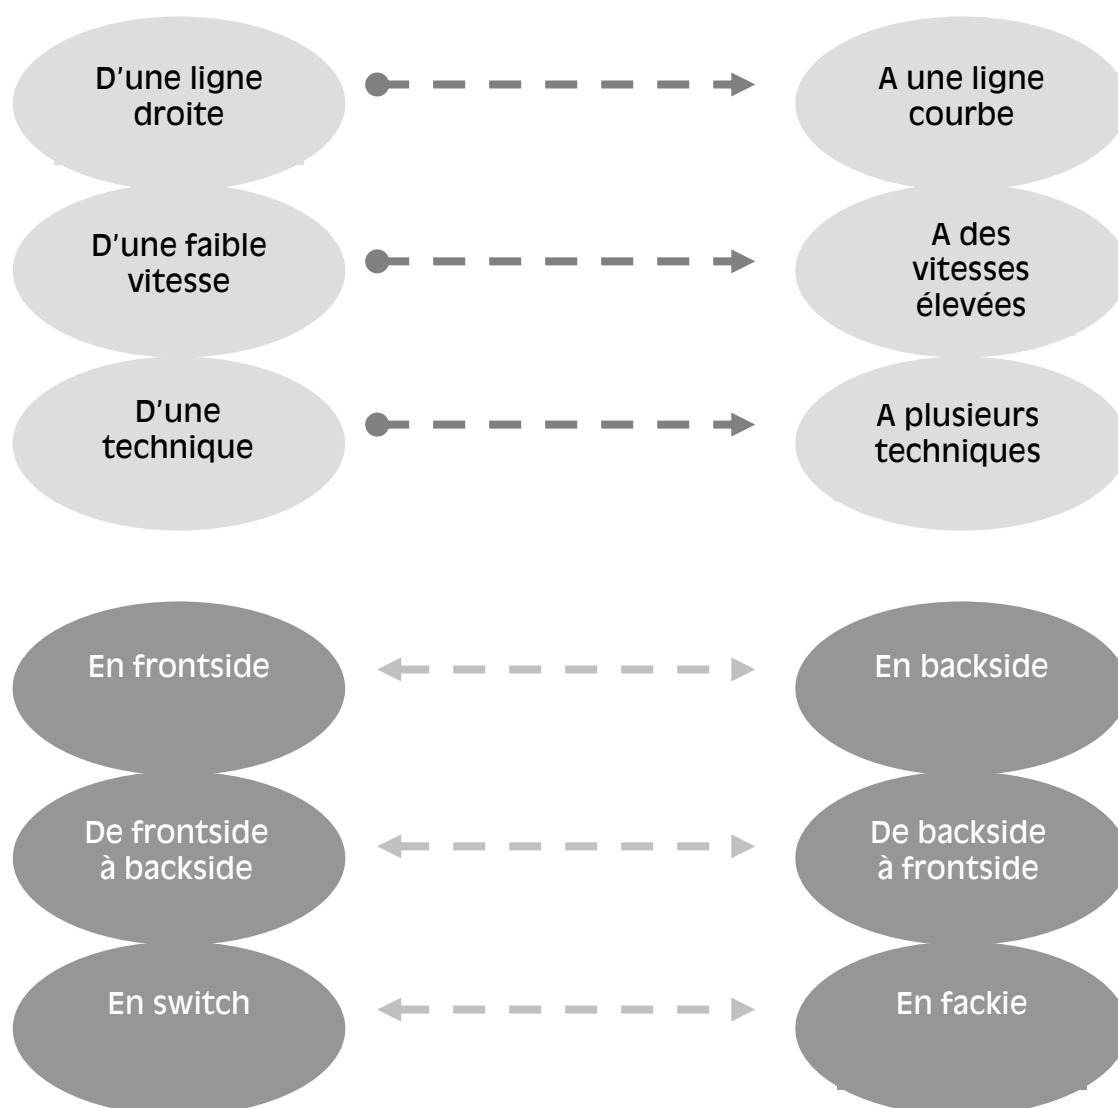 D'une ligne
droite
A une ligne
courbe
D'une faible
vitesse
A des
vitesses
élevées
D'une
technique
A plusieurs
techniques
En frontside
En backside
De frontside
à backside
De backside
à frontside
En switch
En fackie